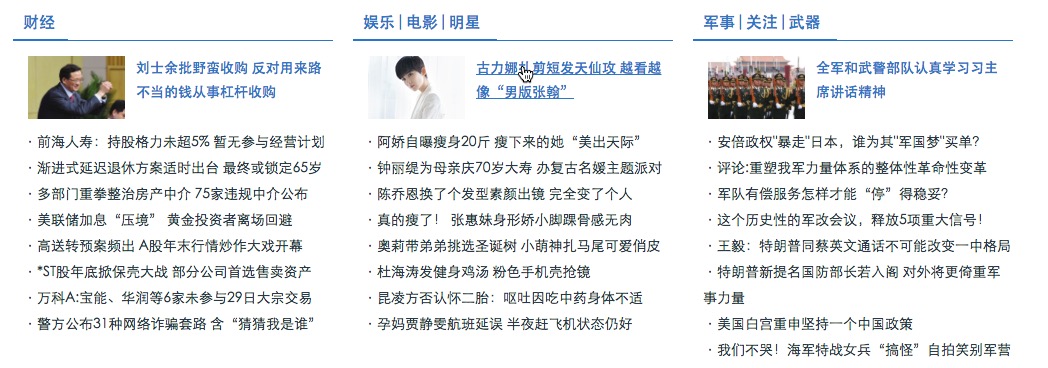 财经
刘士余批野蛮收购 反对用来路
不当的钱从事杠杆收购
· 前海人寿：持股格力未超5% 暂无参与经营计划
· 渐进式延迟退休方案适时出台 最终或锁定65岁
· 多部门重拳整治房产中介 75家违规中介公布
· 美联储加息“压境” 黄金投资者离场回避
· 高送转预案频出 A股年末行情炒作大戏开幕
· *ST股年底掀保壳大战 部分公司首选售卖资产
· 万科A:宝能、华润等6家未参与29日大宗交易
· 警方公布31种网络诈骗套路 含“猜猜我是谁”
娱乐|电影|明星
古力娜扎剪短发天仙攻 越看越
像“男版张翰”
· 阿娇自曝瘦身20斤 瘦下来的她“美出天际”
· 钟丽缇为母亲庆70岁大寿 办复古名媛主题派对
· 陈乔恩换了个发型素颜出镜 完全变了个人
· 真的瘦了！ 张惠妹身形娇小脚踝骨感无肉
· 奥莉带弟弟挑选圣诞树 小萌神扎马尾可爱俏皮
· 杜海涛发健身鸡汤 粉色手机壳抢镜
· 昆凌方否认怀二胎：呕吐因吃中药身体不适
· 孕妈贾静雯航班延误 半夜赶飞机状态仍好
军事|关注|武器
全军和武警部队认真学习习主
席讲话精神
· 安倍政权"暴走"日本，谁为其"军国梦"买单?
· 评论:重塑我军力量体系的整体性革命性变革
· 军队有偿服务怎样才能“停”得稳妥?
· 这个历史性的军改会议，释放5项重大信号！
· 王毅：特朗普同蔡英文通话不可能改变一中格局
· 特朗普新提名国防部长若入阁 对外将更倚重军
事力量
· 美国白宫重申坚持一个中国政策
· 我们不哭！海军特战女兵“搞怪”自拍笑别军营